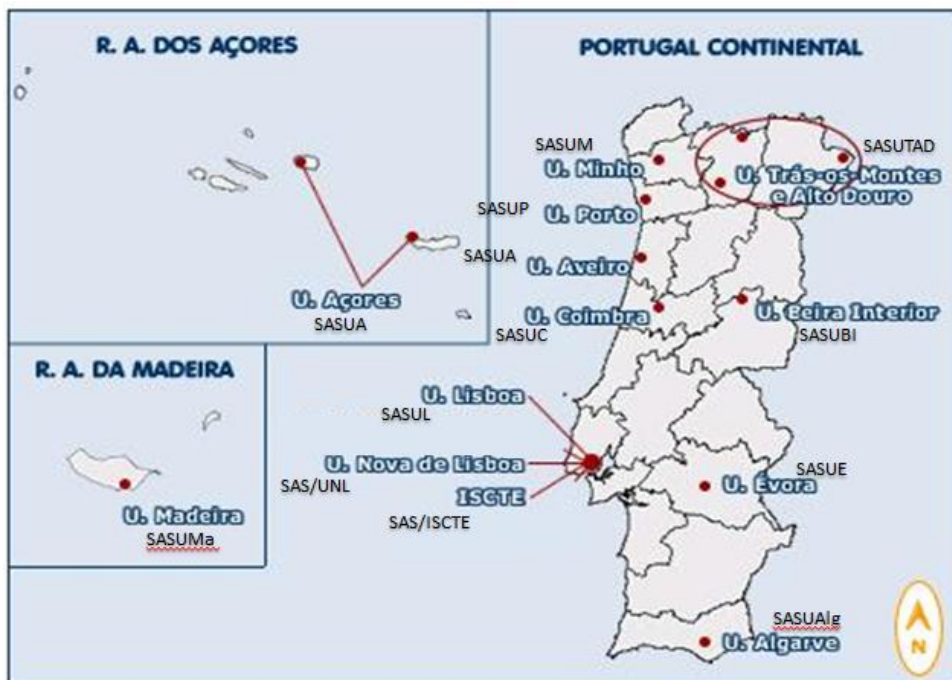 R. A. DOS AÇORES
U. Açores
SASUA
R. A. DA MADEIRA
U. Madeira
SASUMa
PORTUGAL CONTINENTAL
SASUM
U. Minho
SASUTAD
U. Trás-os-Montes
e Alto Douro
SASUP
U. Porto
SASUA
U. Aveiro
SASUC
U. Coimbra
U. Beira Interior
SASUBI
U. Lisboa
SASUL
U. Nova de Lisboa
SAS/UNL
ISCTE
SAS/ISCTE
SASUE
U. Évora
SASUAlg
U. Algarve
N